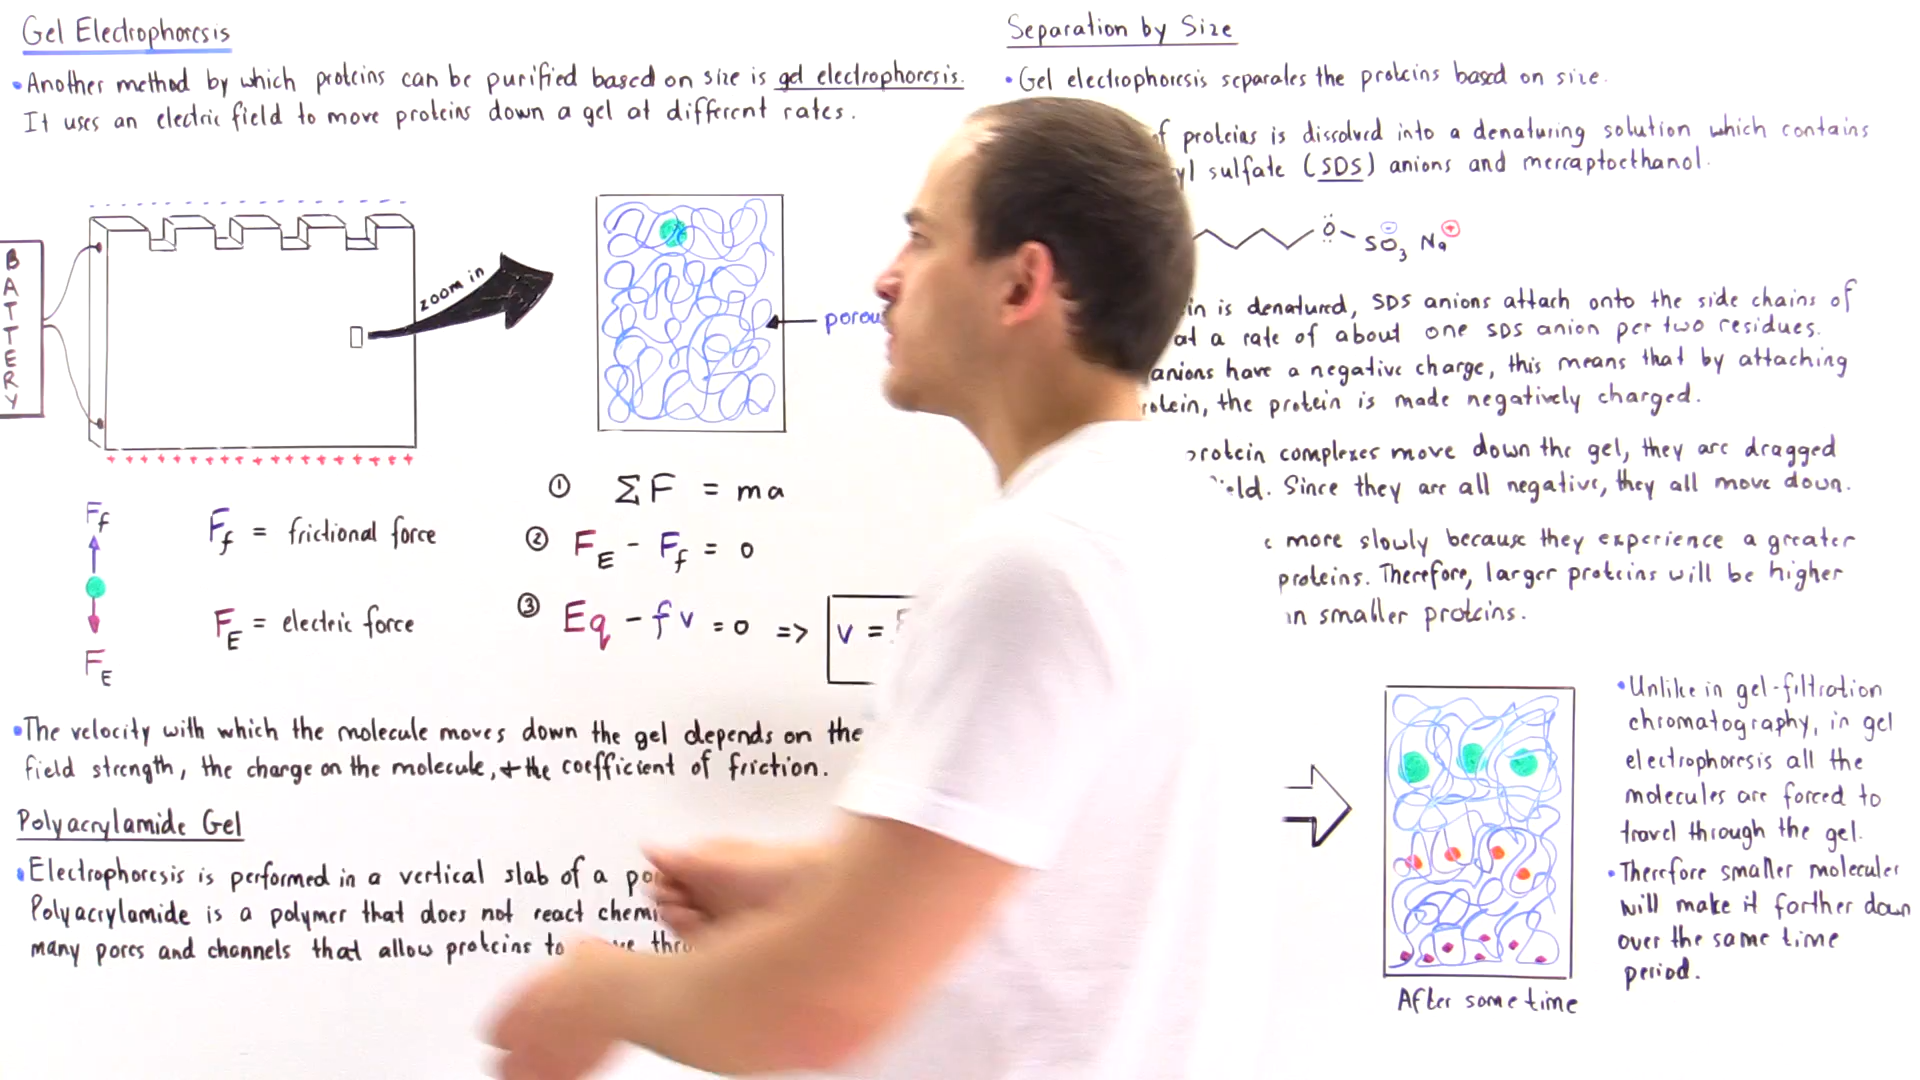 Gel Electrophoresis
•Another method by which proteins can be purified based on size is gel electrophoresis.
It uses an electric field to move proteins down a gel at different rates.
BATTERY
zoom in
porou
① ΣF = ma
② F_E - F_f = 0
③ Eq - fv = 0 => v =
F_f
F_E
F_f = frictional force
F_E = electric force
•The velocity with which the molecule moves down the gel depends on the
field strength, the charge on the molecule, + the coefficient of friction.
Polyacrylamide Gel
•Electrophoresis is performed in a vertical slab of a po
Polyacrylamide is a polymer that does not react chemi
many pores and channels that allow proteins to
Separation by Size
•Gel electrophoresis separates the proteins based on size.
f proteins is dissolved into a denaturing solution which contains
yl sulfate (SDS) anions and mercaptoethanol.
O - SO₃ ⊖ Na ⊕
in is denatured, SDS anions attach onto the side chains of
at a rate of about one SDS anion per two residues.
anions have a negative charge, this means that by attaching
otein, the protein is made negatively charged.
protein complexes move down the gel, they are dragged
ld. Since they are all negative, they all move down.
more slowly because they experience a greater
proteins. Therefore, larger proteins will be higher
in smaller proteins.
After some time
•Unlike in gel-filtration
chromatography, in gel
electrophoresis all the
molecules are forced to
travel through the gel.
•Therefore smaller molecules
will make it farther down
over the same time
period.